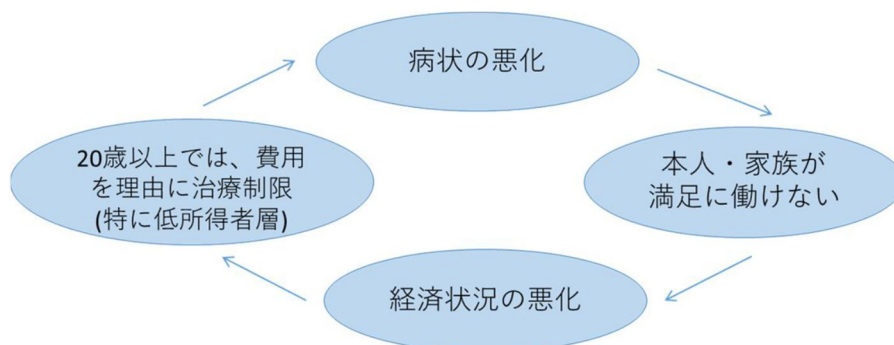 病状の悪化
20歳以上では、費用
を理由に治療制限
(特に低所得者層)
本人・家族が
満足に働けない
経済状況の悪化